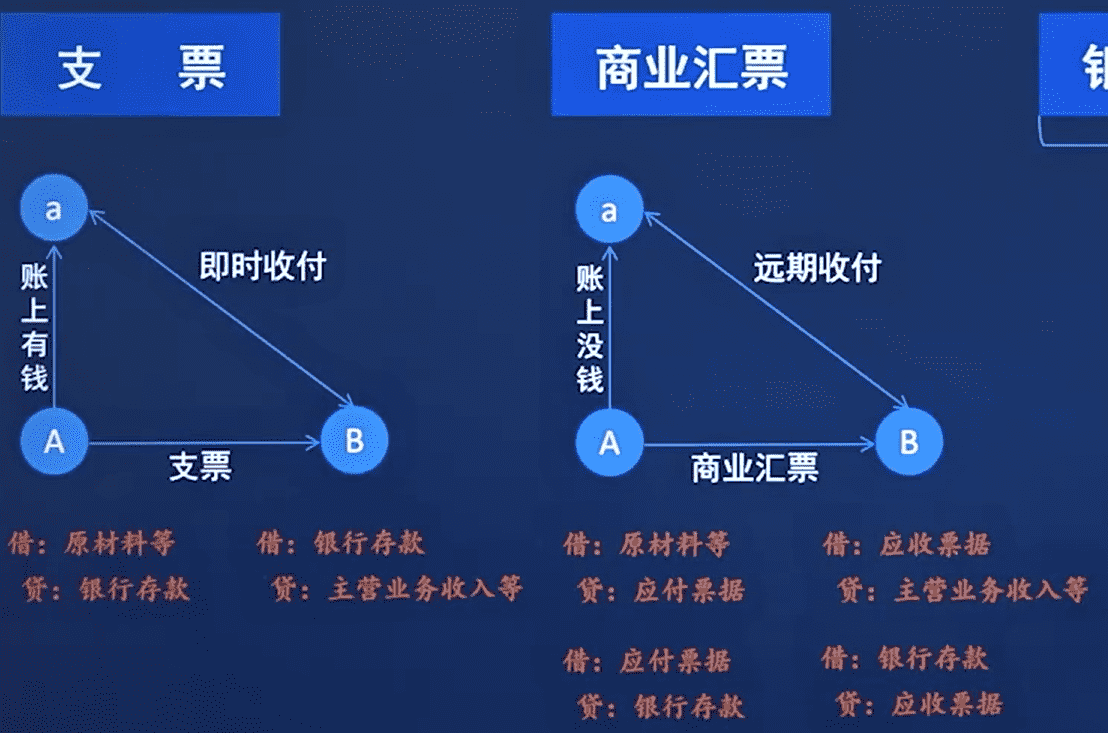 支 票
商业汇票
a
账上有钱
即时收付
A
B
支票
借：原材料等
贷：银行存款
借：银行存款
贷：主营业务收入等
a
账上没钱
远期收付
A
B
商业汇票
借：原材料等
贷：应付票据
借：应收票据
贷：主营业务收入等
借：应付票据
贷：银行存款
借：银行存款
贷：应收票据